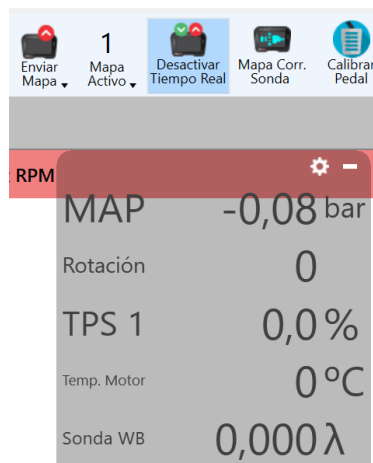 Enviar
Mapa
1
Mapa
Activo
Desactivar
Tiempo Real
Mapa Corr.
Sonda
Calibrar
Pedal
RPM
MAP -0,08 bar
Rotación 0
TPS 1 0,0 %
Temp. Motor 0 ºC
Sonda WB 0,000 λ